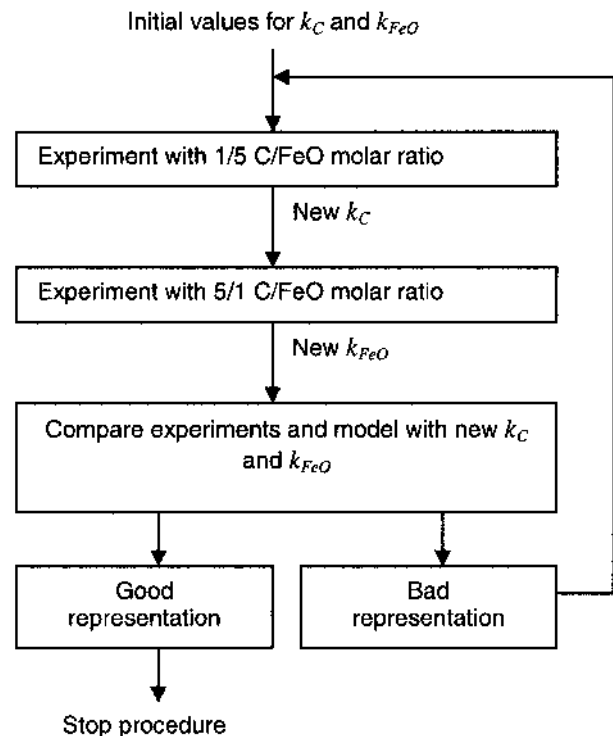 Initial values for k_C and k_FeO
Experiment with 1/5 C/FeO molar ratio
New k_C
Experiment with 5/1 C/FeO molar ratio
New k_FeO
Compare experiments and model with new k_C
and k_FeO
Good
representation
Bad
representation
Stop procedure